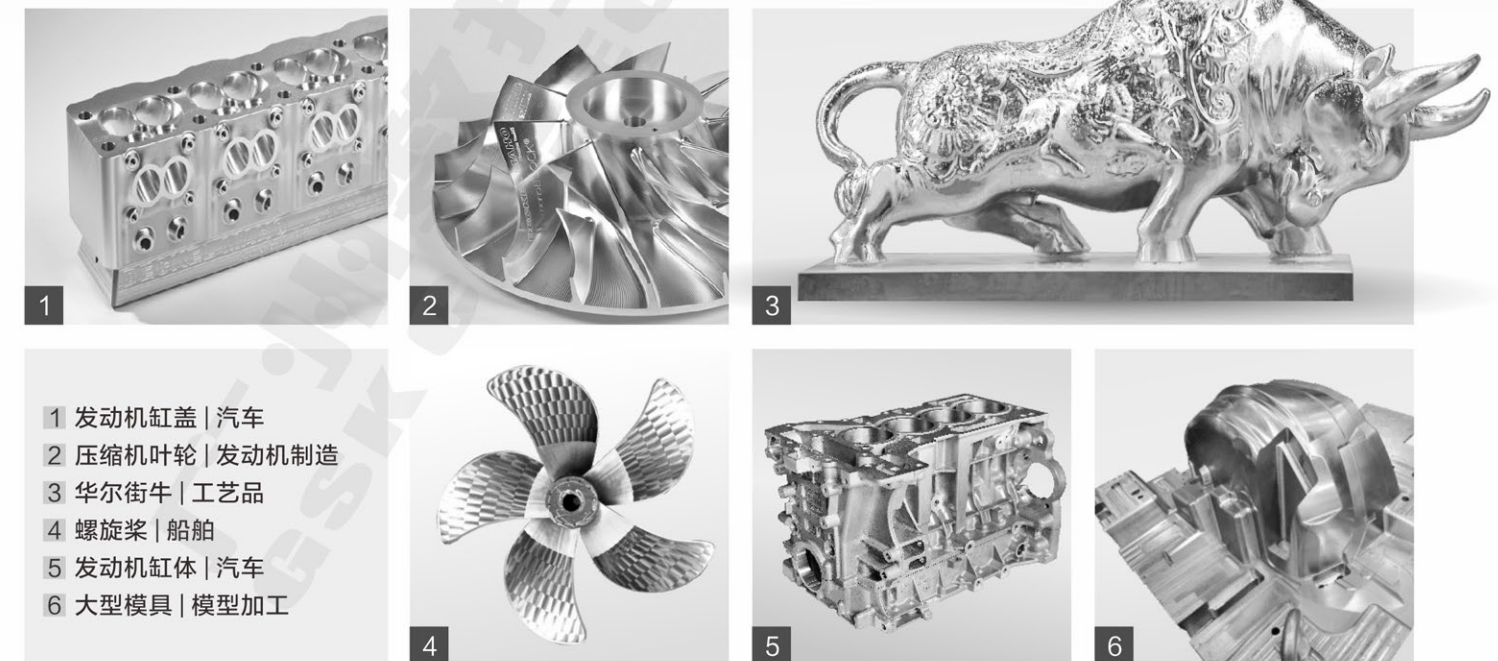 1
2
3
1 发动机缸盖 | 汽车
2 压缩机叶轮 | 发动机制造
3 华尔街牛 | 工艺品
4 螺旋桨 | 船舶
5 发动机缸体 | 汽车
6 大型模具 | 模型加工
4
5
6